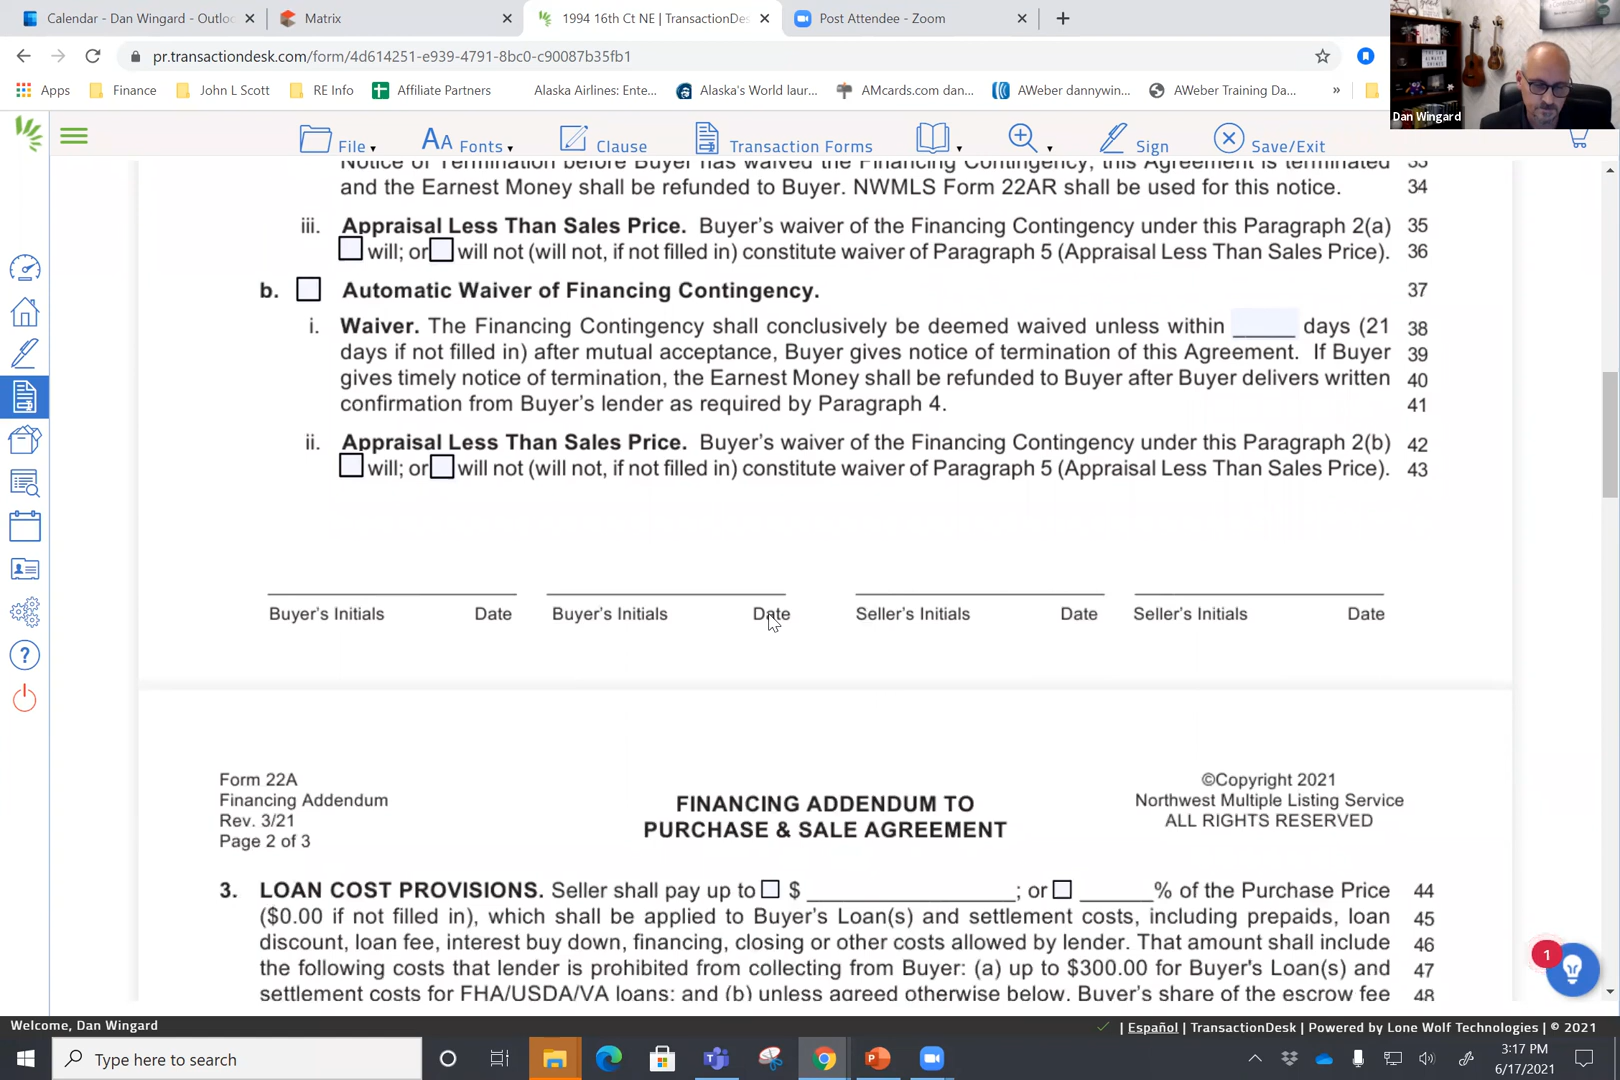 Calendar - Dan Wingard - Outlo
Matrix
1994 16th Ct NE | TransactionDes
Post Attendee - Zoom
pr.transactiondesk.com/form/4d614251-e939-4791-8bc0-c90087b35fb1
Apps
Finance
John L Scott
RE Info
Affiliate Partners
Alaska Airlines: Ente...
Alaska's World laur...
AMcards.com dan...
AWeber dannywin...
AWeber Training Da...
»
Dan Wingard
File
AA Fonts
Clause
Transaction Forms
Sign
Save/Exit
Notice of Termination before Buyer has waived the Financing Contingency, this Agreement is terminated 33
and the Earnest Money shall be refunded to Buyer. NWMLS Form 22AR shall be used for this notice. 34
iii. Appraisal Less Than Sales Price. Buyer's waiver of the Financing Contingency under this Paragraph 2(a) 35
will; or will not (will not, if not filled in) constitute waiver of Paragraph 5 (Appraisal Less Than Sales Price). 36
b. Automatic Waiver of Financing Contingency. 37
i. Waiver. The Financing Contingency shall conclusively be deemed waived unless within _____ days (21 38
days if not filled in) after mutual acceptance, Buyer gives notice of termination of this Agreement. If Buyer 39
gives timely notice of termination, the Earnest Money shall be refunded to Buyer after Buyer delivers written 40
confirmation from Buyer's lender as required by Paragraph 4. 41
ii. Appraisal Less Than Sales Price. Buyer's waiver of the Financing Contingency under this Paragraph 2(b) 42
will; or will not (will not, if not filled in) constitute waiver of Paragraph 5 (Appraisal Less Than Sales Price). 43
Buyer's Initials Date Buyer's Initials Date Seller's Initials Date Seller's Initials Date
Form 22A
Financing Addendum
Rev. 3/21
Page 2 of 3
FINANCING ADDENDUM TO
PURCHASE & SALE AGREEMENT
©Copyright 2021
Northwest Multiple Listing Service
ALL RIGHTS RESERVED
3. LOAN COST PROVISIONS. Seller shall pay up to $ _________________; or ______% of the Purchase Price 44
($0.00 if not filled in), which shall be applied to Buyer's Loan(s) and settlement costs, including prepaids, loan 45
discount, loan fee, interest buy down, financing, closing or other costs allowed by lender. That amount shall include 46
the following costs that lender is prohibited from collecting from Buyer: (a) up to $300.00 for Buyer's Loan(s) and 47
settlement costs for FHA/USDA/VA loans; and (b) unless agreed otherwise below, Buyer's share of the escrow fee 48
1
Welcome, Dan Wingard
| Español | TransactionDesk | Powered by Lone Wolf Technologies | © 2021
Type here to search
3:17 PM
6/17/2021